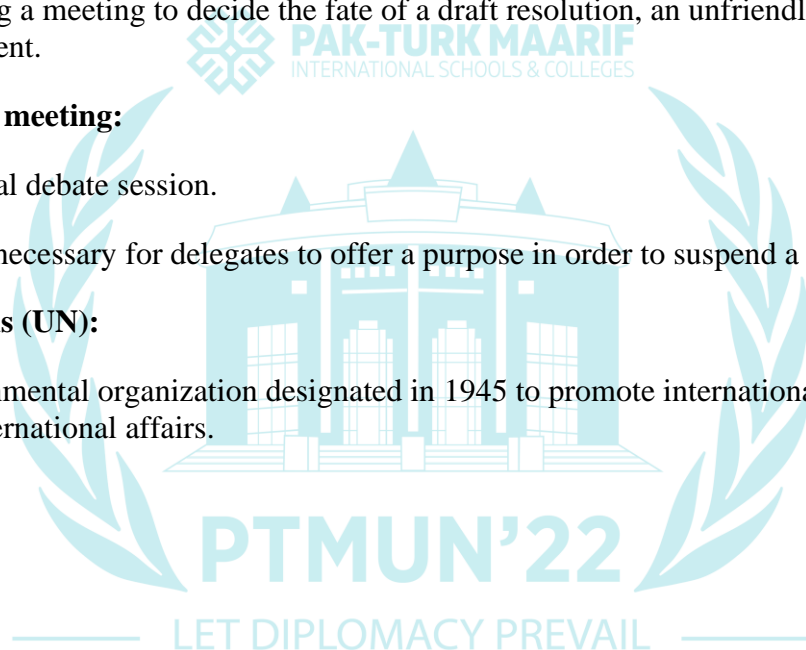 g a meeting to decide the fate of a draft resolution, an unfriendl
PAK-TURK MAARIF
INTERNATIONAL SCHOOLS & COLLEGES
ent.
meeting:
al debate session.
necessary for delegates to offer a purpose in order to suspend a
s (UN):
nmental organization designated in 1945 to promote internationa
ernational affairs.
PTMUN’22
LET DIPLOMACY PREVAIL